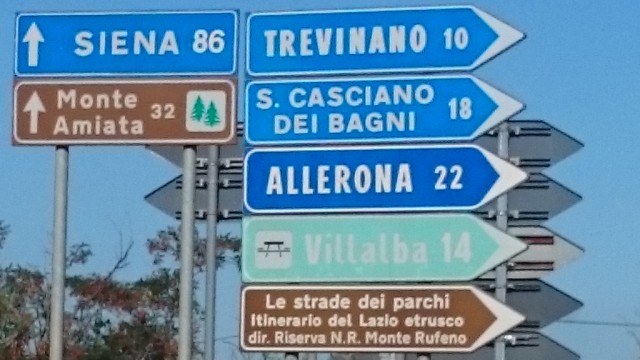 SIENA 86
Monte
Amiata 32
TREVINANO 10
S. CASCIANO
DEI BAGNI 18
ALLERONA 22
Villalba 14
Le strade dei parchi
Itinerario del Lazio etrusco
dir. Riserva N.R. Monte Rufeno